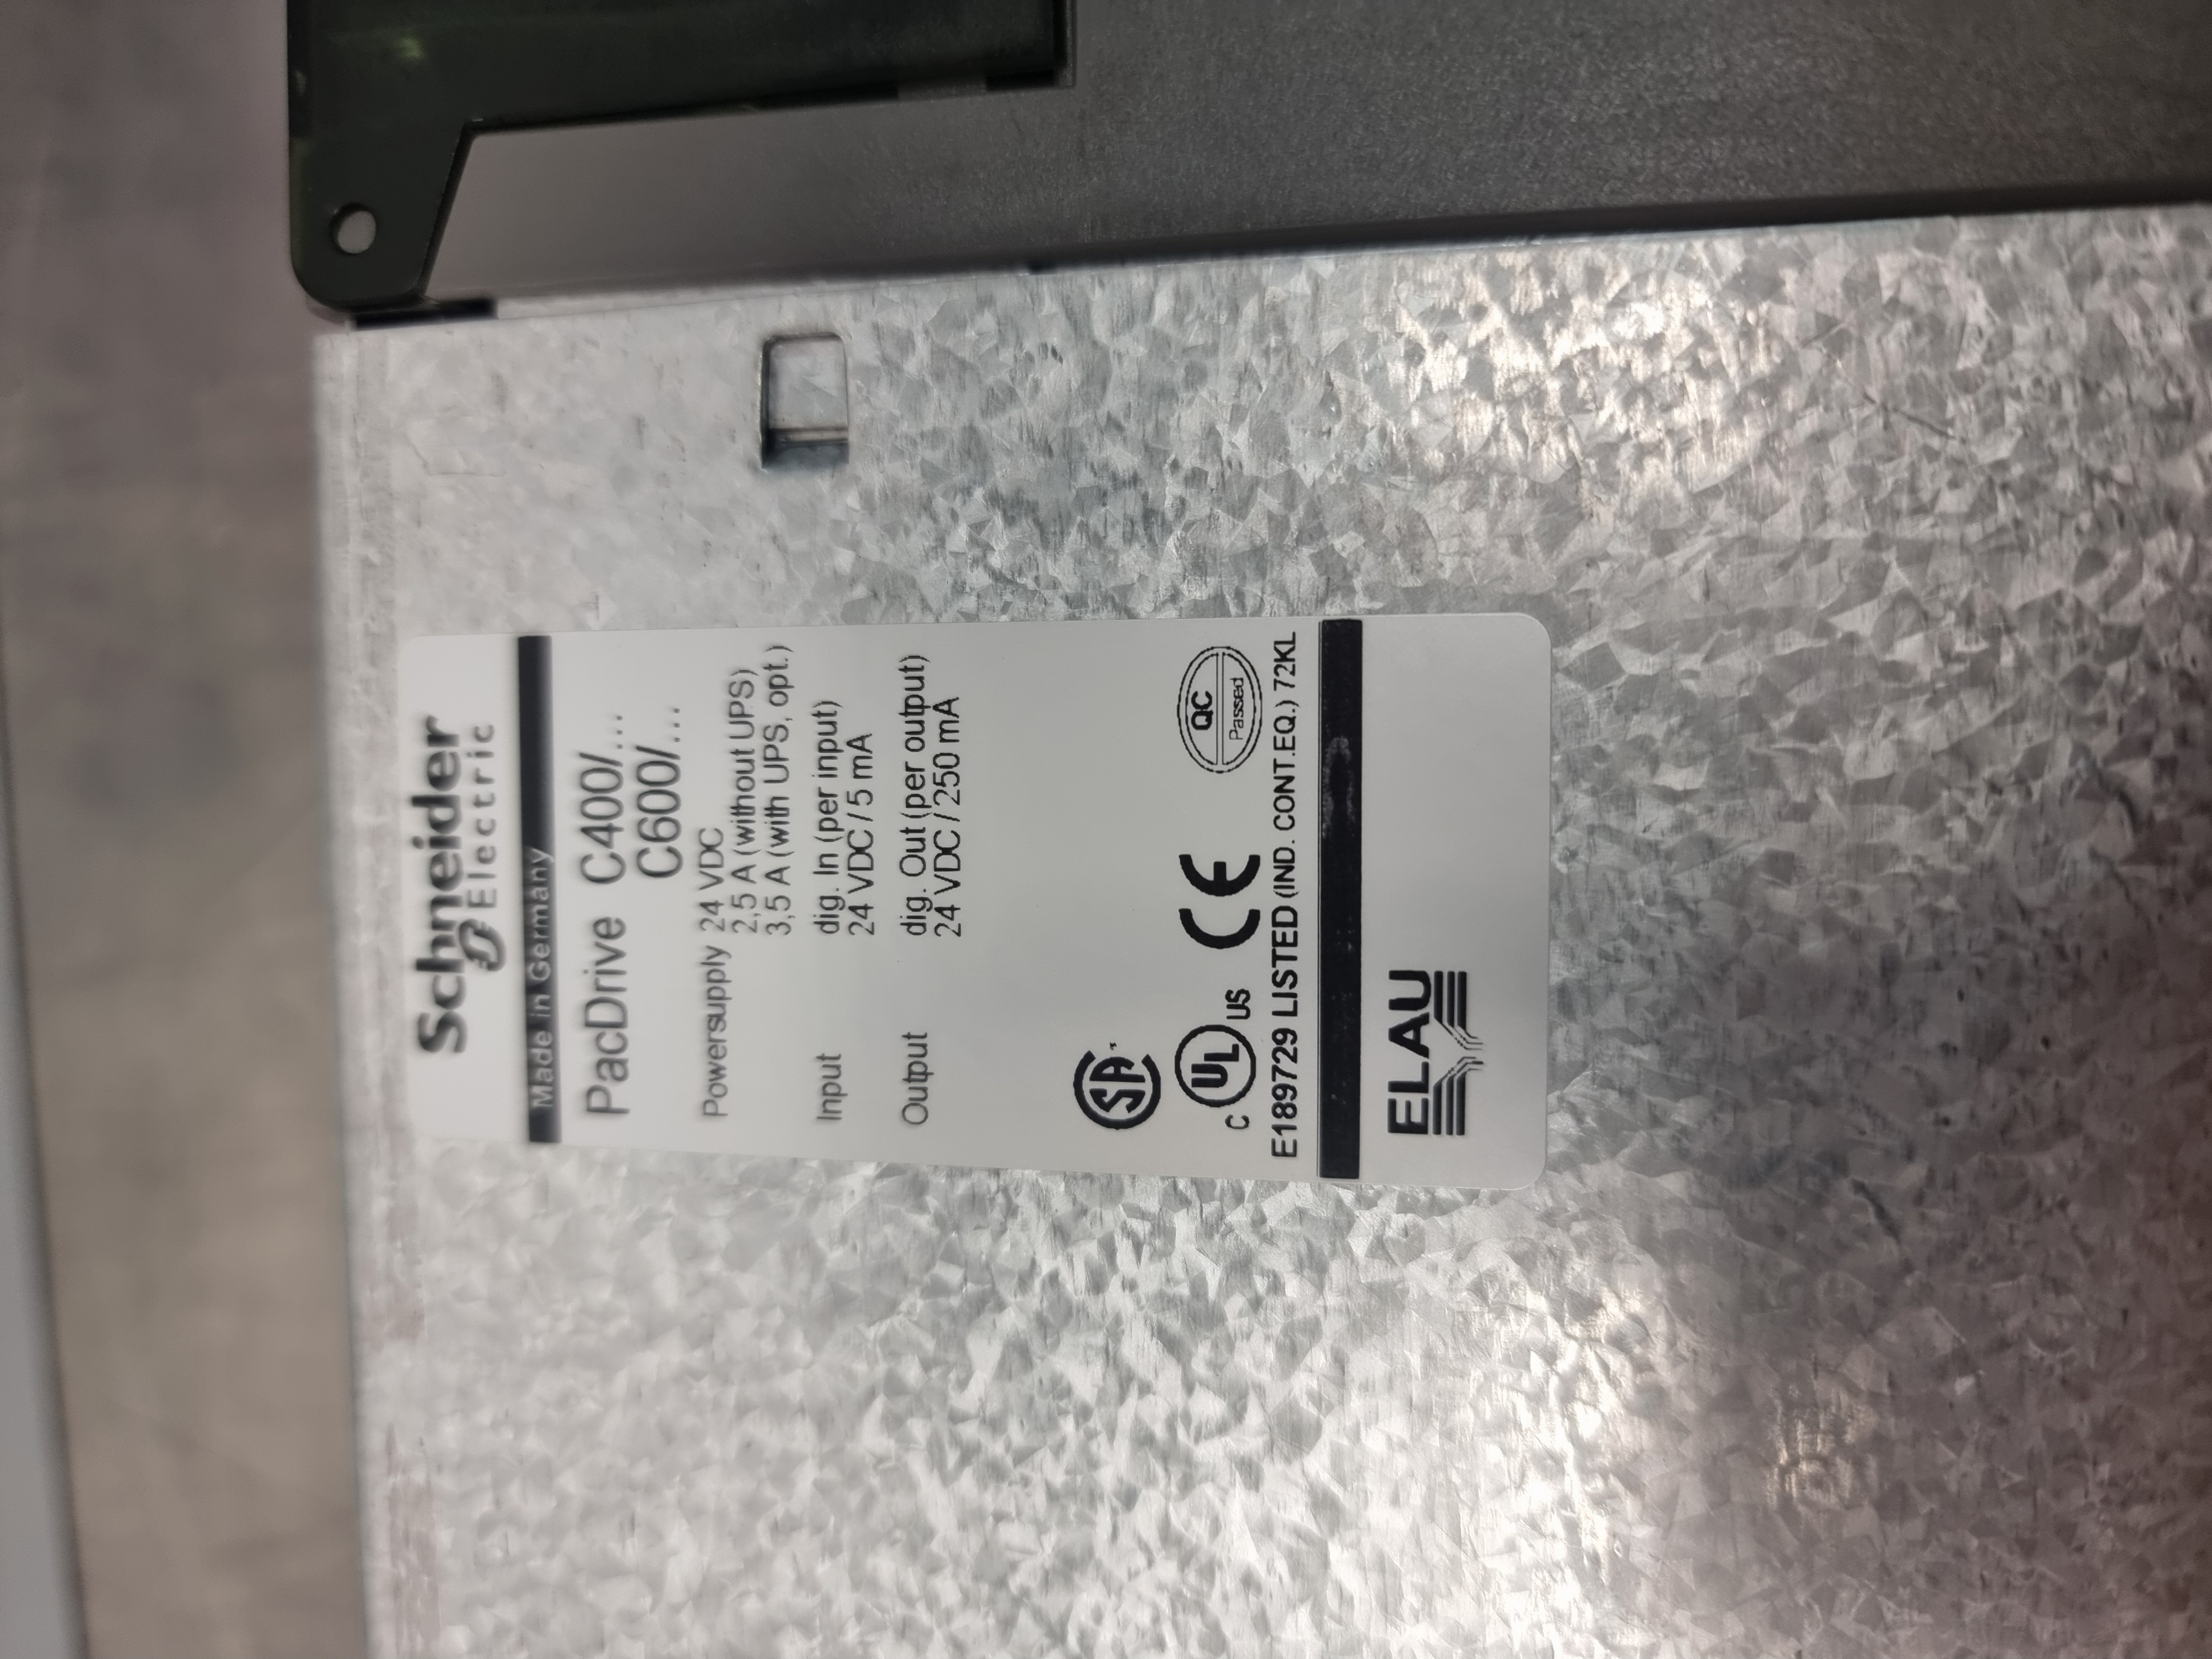 Schneider
Electric
Made in Germany
PacDrive C400/...
C600/...
Powersupply 24 VDC
2,5 A (without UPS)
3,5 A (with UPS, opt.)
Input dig. In (per input)
24 VDC / 5 mA
Output dig. Out (per output)
24 VDC / 250 mA
SA
C UL US CE QC Passed
E189729 LISTED (IND. CONT.EQ.) 72KL
ELAU